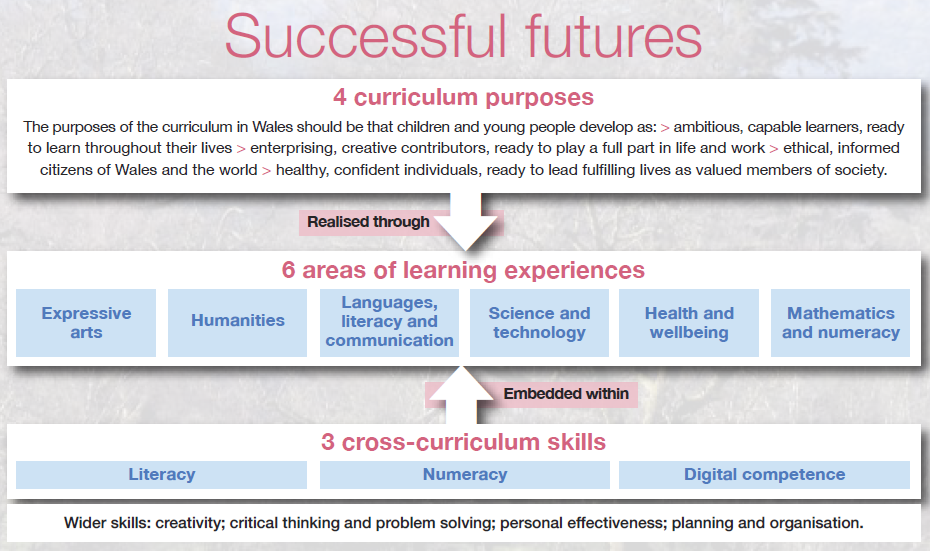 Successful futures
4 curriculum purposes
The purposes of the curriculum in Wales should be that children and young people develop as: > ambitious, capable learners, ready
to learn throughout their lives > enterprising, creative contributors, ready to play a full part in life and work > ethical, informed
citizens of Wales and the world > healthy, confident individuals, ready to lead fulfilling lives as valued members of society.
Realised through
6 areas of learning experiences
Expressive
arts
Humanities
Languages,
literacy and
communication
Science and
technology
Health and
wellbeing
Mathematics
and numeracy
Embedded within
3 cross-curriculum skills
Literacy
Numeracy
Digital competence
Wider skills: creativity; critical thinking and problem solving; personal effectiveness; planning and organisation.